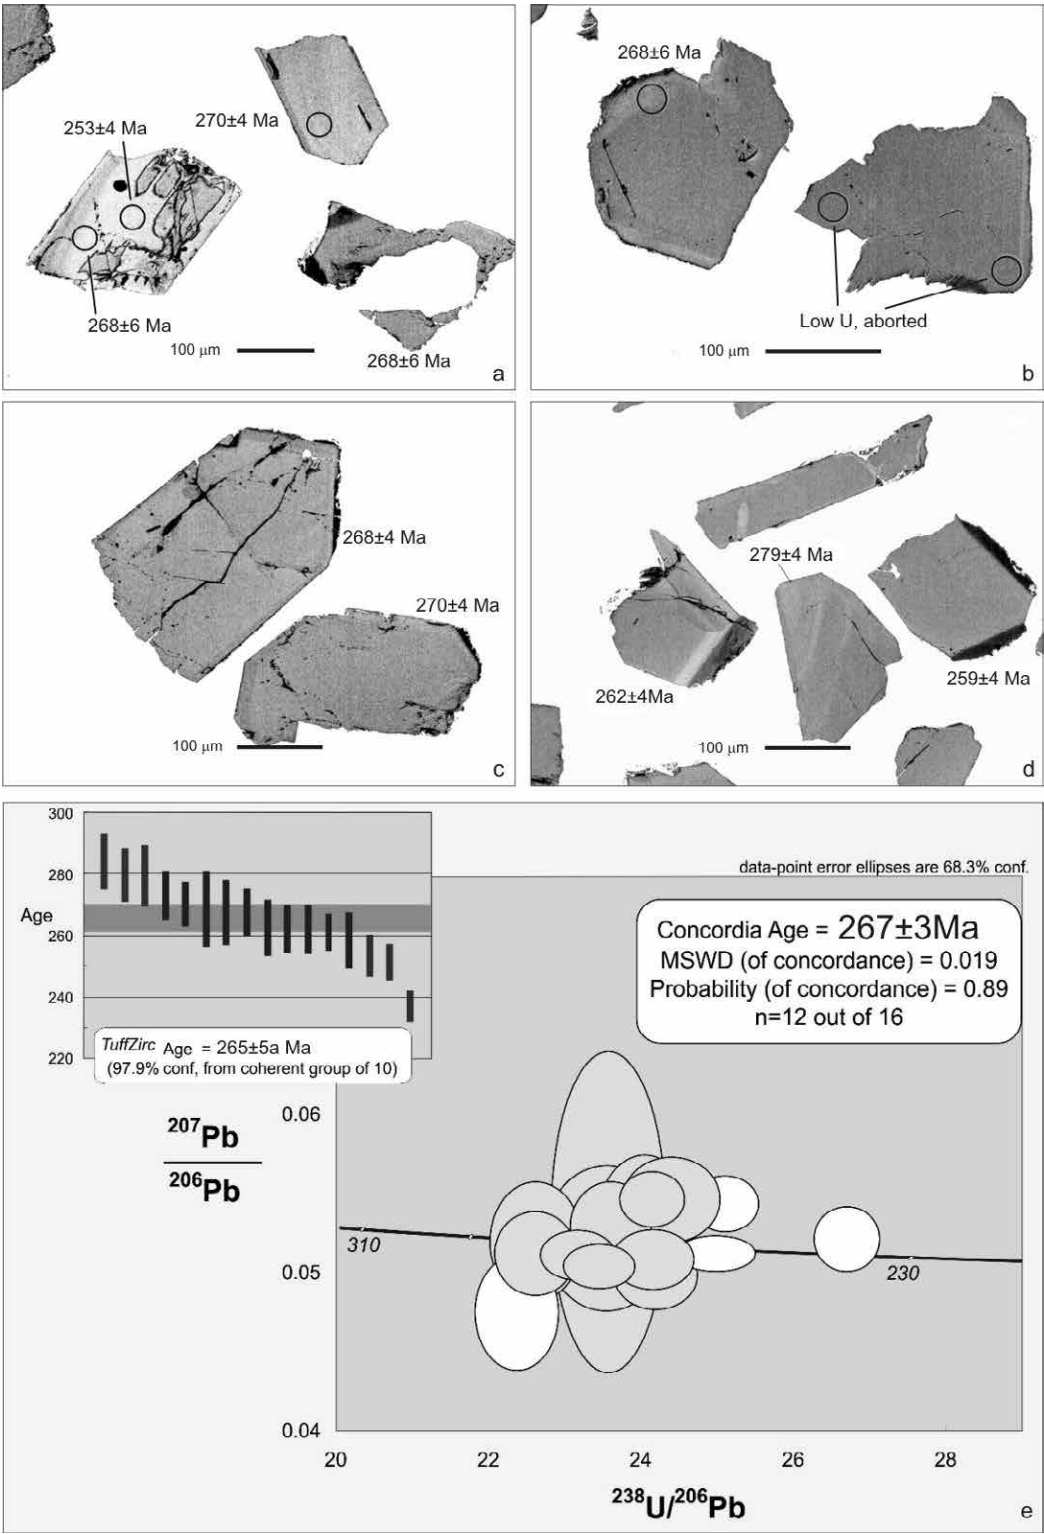 253±4 Ma
270±4 Ma
268±6 Ma
268±6 Ma
100 µm
a
268±6 Ma
Low U, aborted
100 µm
b
268±4 Ma
270±4 Ma
100 µm
c
279±4 Ma
262±4Ma
259±4 Ma
100 µm
d
300
280
Age
260
240
220
TuffZirc Age = 265±5a Ma
(97.9% conf, from coherent group of 10)
data-point error ellipses are 68.3% conf.
Concordia Age = 267±3Ma
MSWD (of concordance) = 0.019
Probability (of concordance) = 0.89
n=12 out of 16
207Pb
206Pb
0.06
0.05
0.04
310
230
20
22
24
26
28
238U/206Pb
e